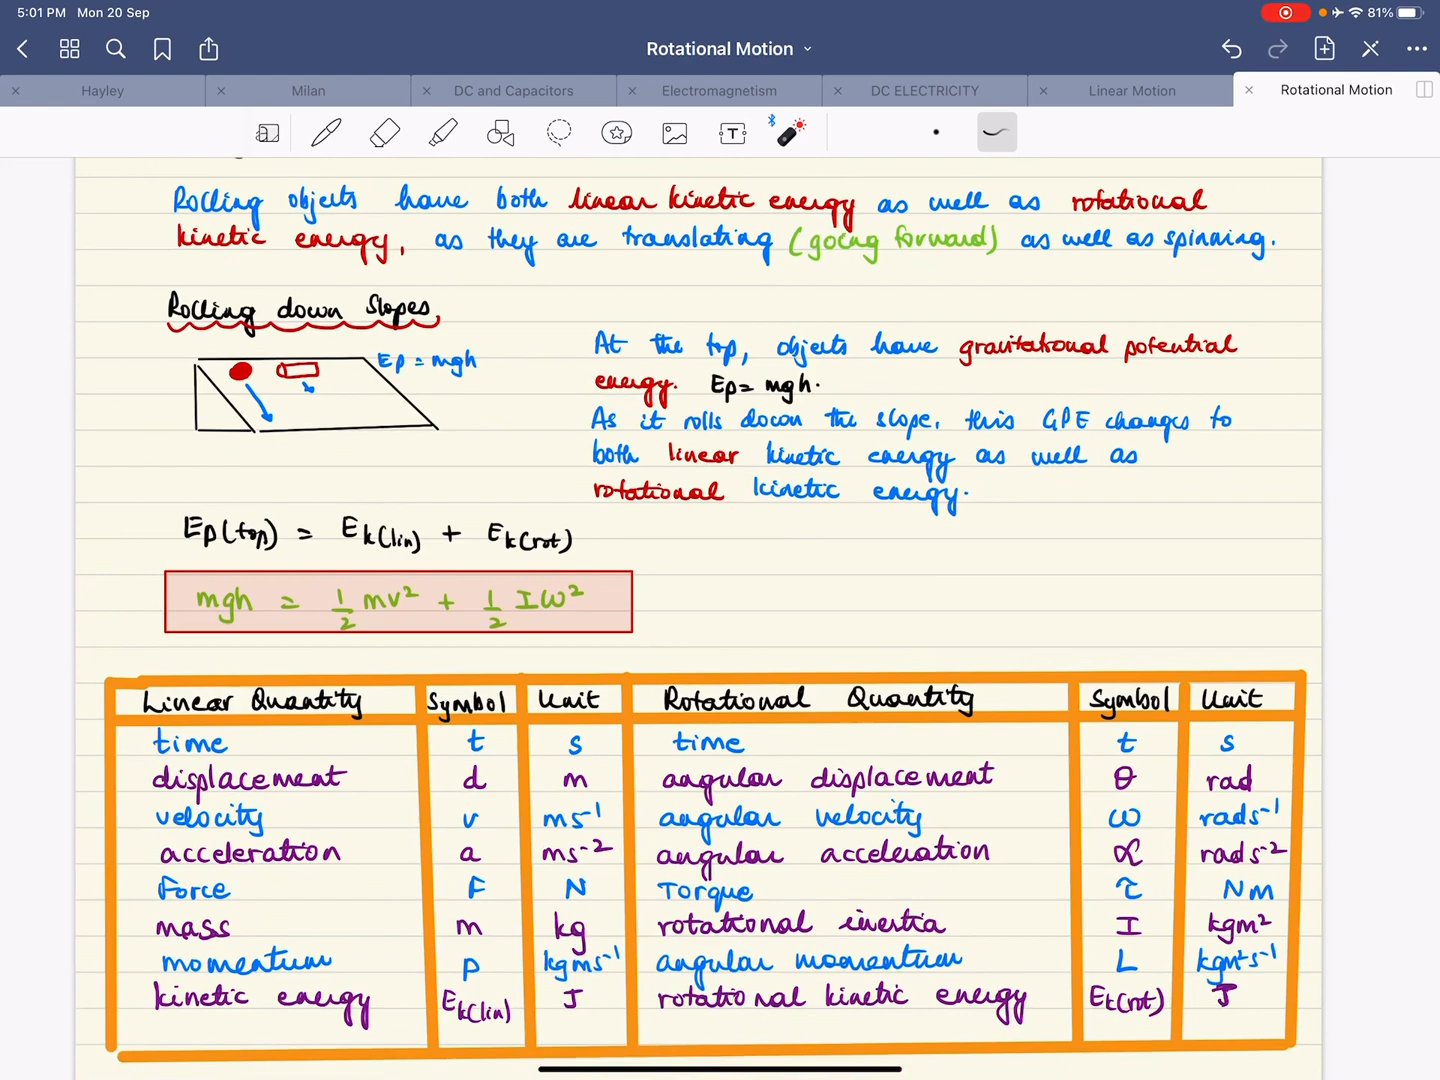 5:01 PM Mon 20 Sep
81%
Rotational Motion
Hayley
Milan
DC and Capacitors
Electromagnetism
DC ELECTRICITY
Linear Motion
Rotational Motion
Rolling objects have both linear kinetic energy as well as rotational
kinetic energy, as they are translating (going forward) as well as spinning.
Rolling down Slopes.
Ep = mgh
At the top, objects have gravitational potential
energy. Ep= mgh.
As it rolls down the slope, this GPE changes to
both linear kinetic energy as well as
rotational kinetic energy.
Ep(top) = Ek(lin) + Ek(rot)
mgh = 1/2 mv² + 1/2 Iω²
Linear Quantity Symbol Unit Rotational Quantity Symbol Unit
time t s time t s
displacement d m angular displacement θ rad
velocity v ms⁻¹ angular velocity ω rads⁻¹
acceleration a ms⁻² angular acceleration α rads⁻²
Force F N Torque τ Nm
mass m kg rotational inertia I kgm²
momentum p kgms⁻¹ angular momentum L kgm²s⁻¹
kinetic energy Ek(lin) J rotational kinetic energy Ek(rot) J